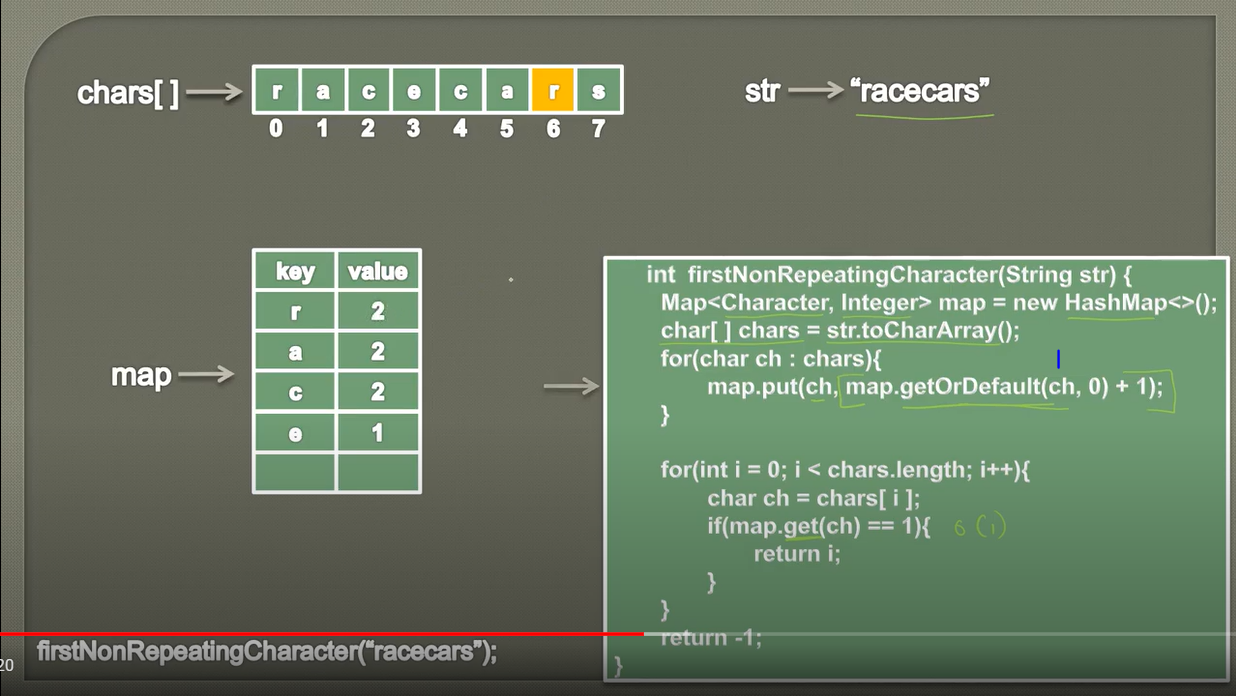 chars[ ]
r a c e c a r s
0 1 2 3 4 5 6 7
str
“racecars”
key value
r 2
a 2
c 2
e 1
map
int firstNonRepeatingCharacter(String str) {
Map<Character, Integer> map = new HashMap<>();
char[ ] chars = str.toCharArray();
for(char ch : chars){
map.put(ch, map.getOrDefault(ch, 0) + 1);
}
for(int i = 0; i < chars.length; i++){
char ch = chars[ i ];
if(map.get(ch) == 1){
return i;
}
}
return -1;
}
20
firstNonRepeatingCharacter(“racecars”);